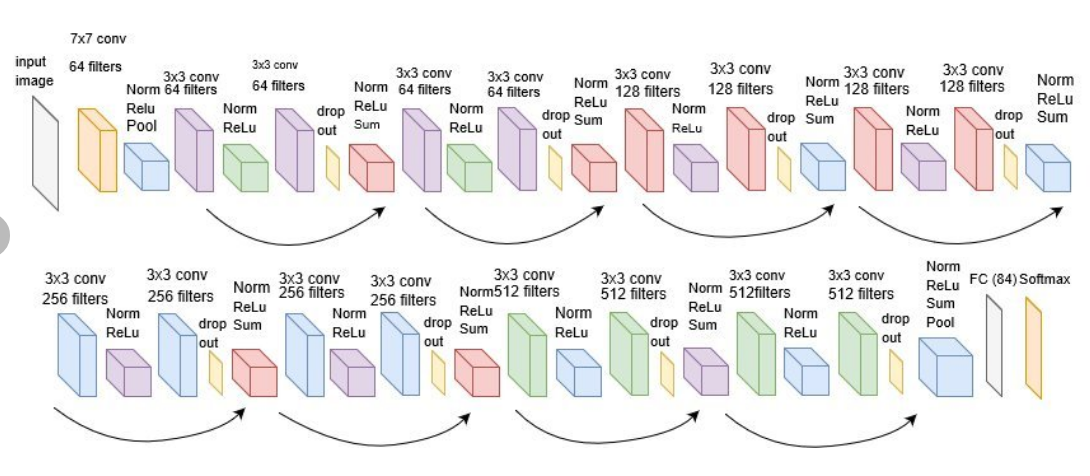 7x7 conv
64 filters
input
image
Norm
Relu
Pool
3x3 conv
64 filters
Norm
ReLu
3x3 conv
64 filters
drop
out
Norm
ReLu
Sum
3x3 conv
64 filters
Norm
ReLu
3x3 conv
64 filters
drop
out
Norm
ReLu
Sum
3x3 conv
128 filters
Norm
ReLu
3x3 conv
128 filters
drop
out
Norm
ReLu
Sum
3x3 conv
128 filters
Norm
ReLu
3x3 conv
128 filters
drop
out
Norm
ReLu
Sum
3x3 conv
256 filters
Norm
ReLu
3x3 conv
256 filters
drop
out
Norm
ReLu
Sum
3x3 conv
256 filters
Norm
ReLu
3x3 conv
256 filters
drop
out
Norm
ReLu
Sum
3x3 conv
512 filters
Norm
ReLu
3x3 conv
512 filters
drop
out
Norm
ReLu
Sum
3x3 conv
512filters
Norm
ReLu
3x3 conv
512 filters
drop
out
Norm
ReLu
Sum
Pool
FC (84) Softmax